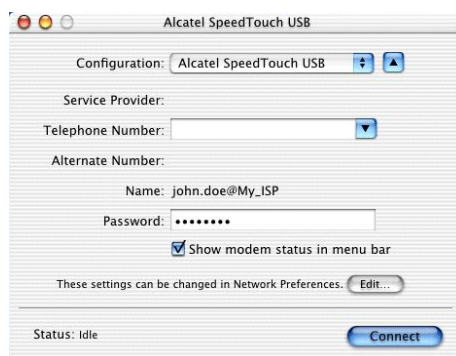 Alcatel SpeedTouch USB
Configuration: Alcatel SpeedTouch USB
Service Provider:
Telephone Number:
Alternate Number:
Name: john.doe@My_ISP
Password: ••••••••
Show modem status in menu bar
These settings can be changed in Network Preferences. Edit...
Status: Idle Connect